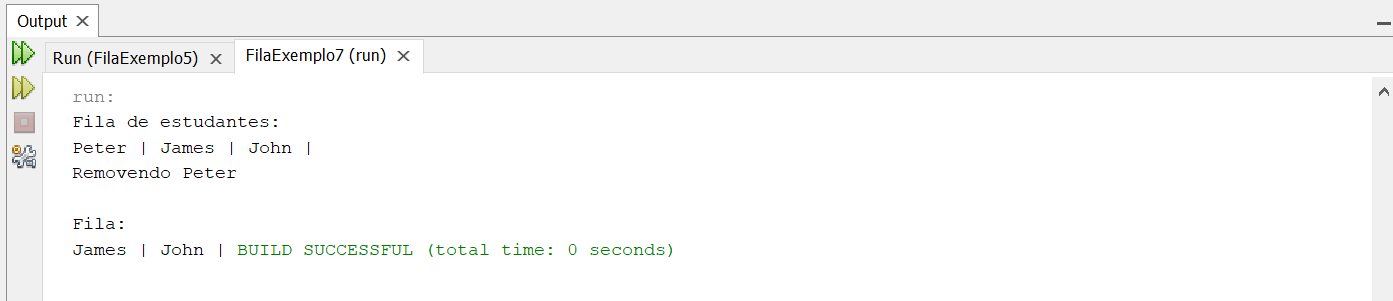 Output
Run (FilaExemplo5)
FilaExemplo7 (run)
run:
Fila de estudantes:
Peter | James | John |
Removendo Peter
Fila:
James | John | BUILD SUCCESSFUL (total time: 0 seconds)